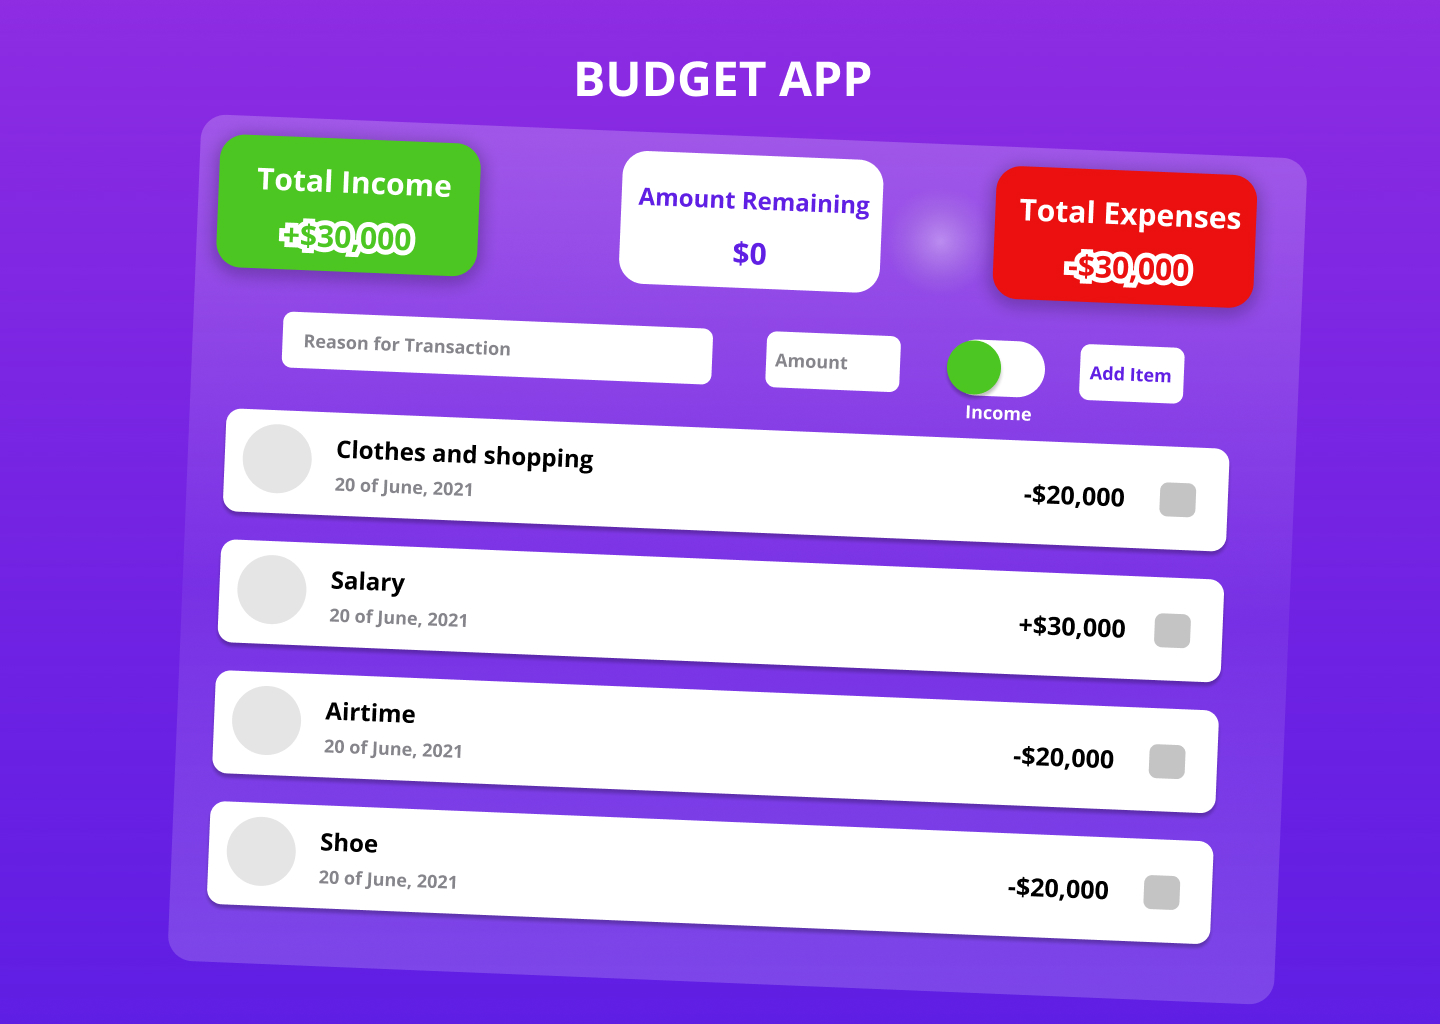 BUDGET APP
Total Income
+$30,000
Amount Remaining
$0
Total Expenses
-$30,000
Reason for Transaction
Amount
Income
Add Item
Clothes and shopping
20 of June, 2021
-$20,000
Salary
20 of June, 2021
+$30,000
Airtime
20 of June, 2021
-$20,000
Shoe
20 of June, 2021
-$20,000